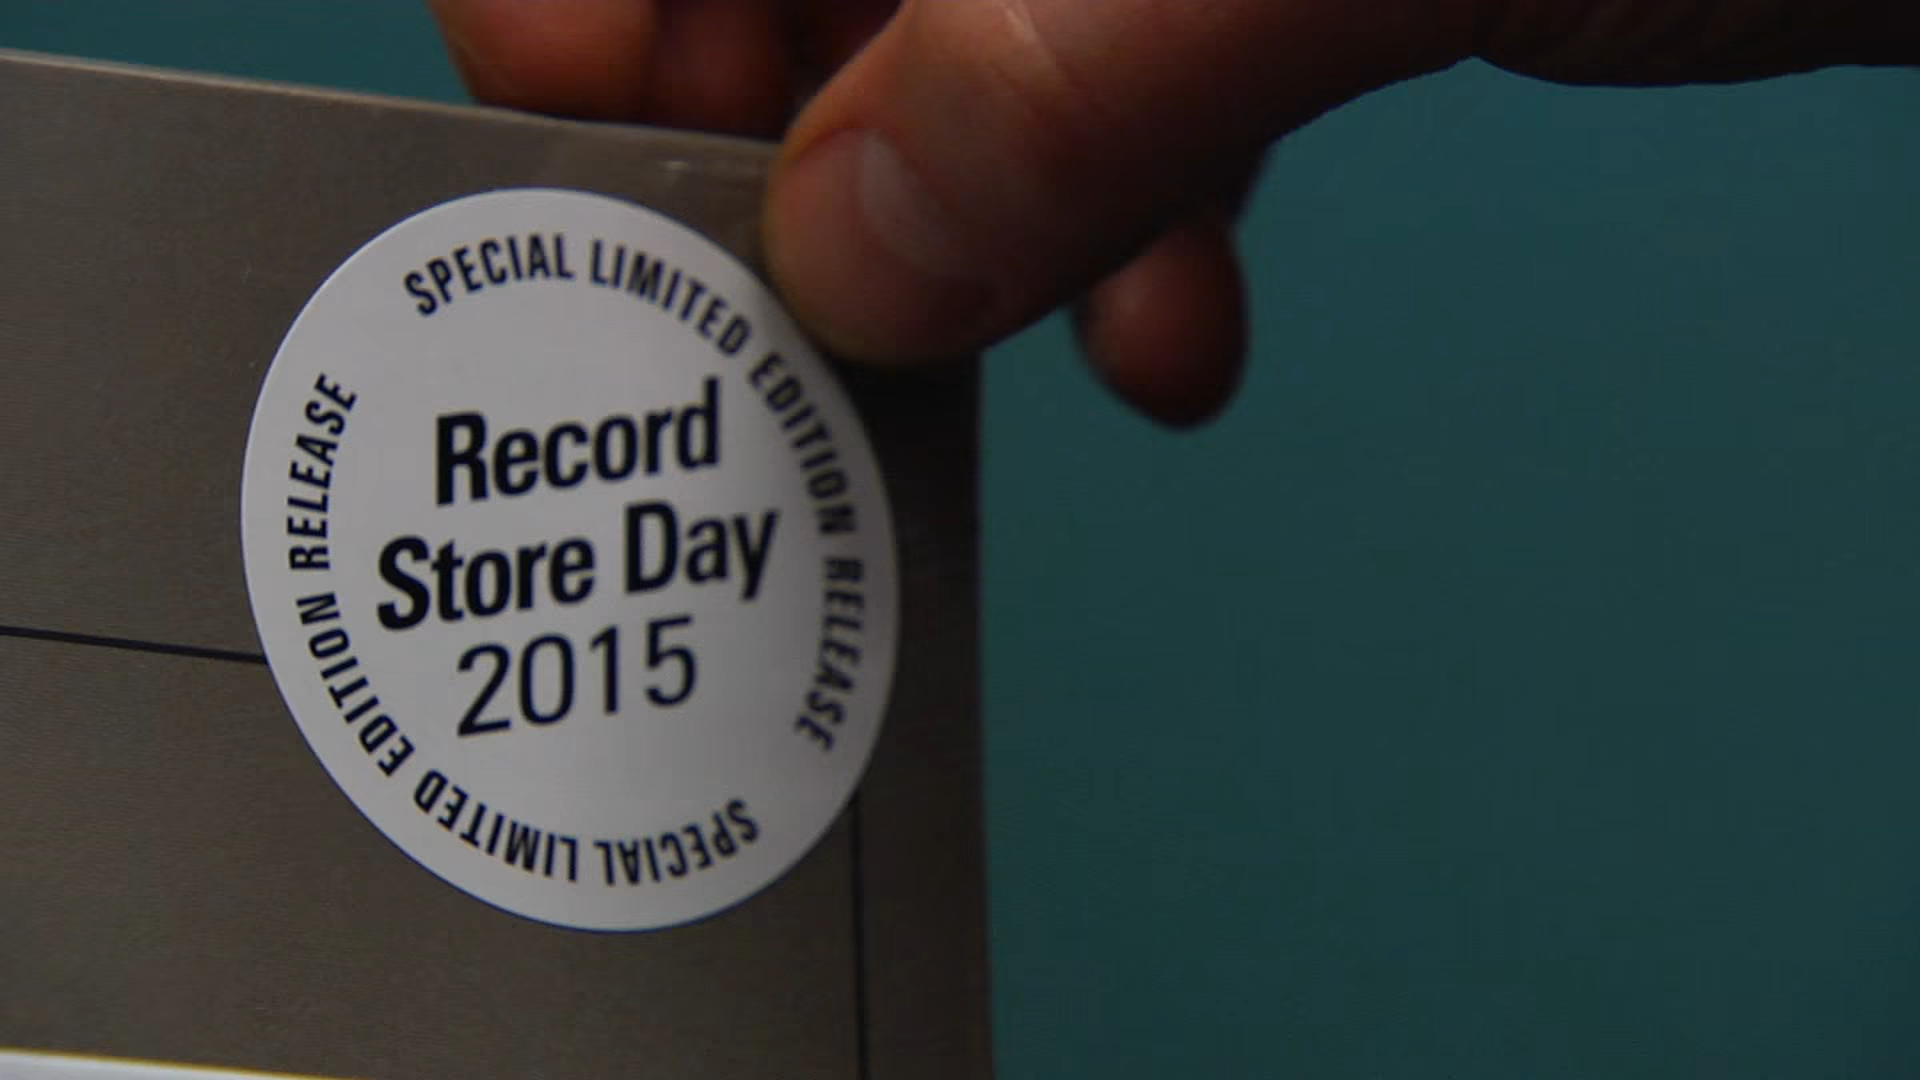 SPECIAL LIMITED EDITION RELEASE
Record
Store Day
2015
SPECIAL LIMITED EDITION RELEASE